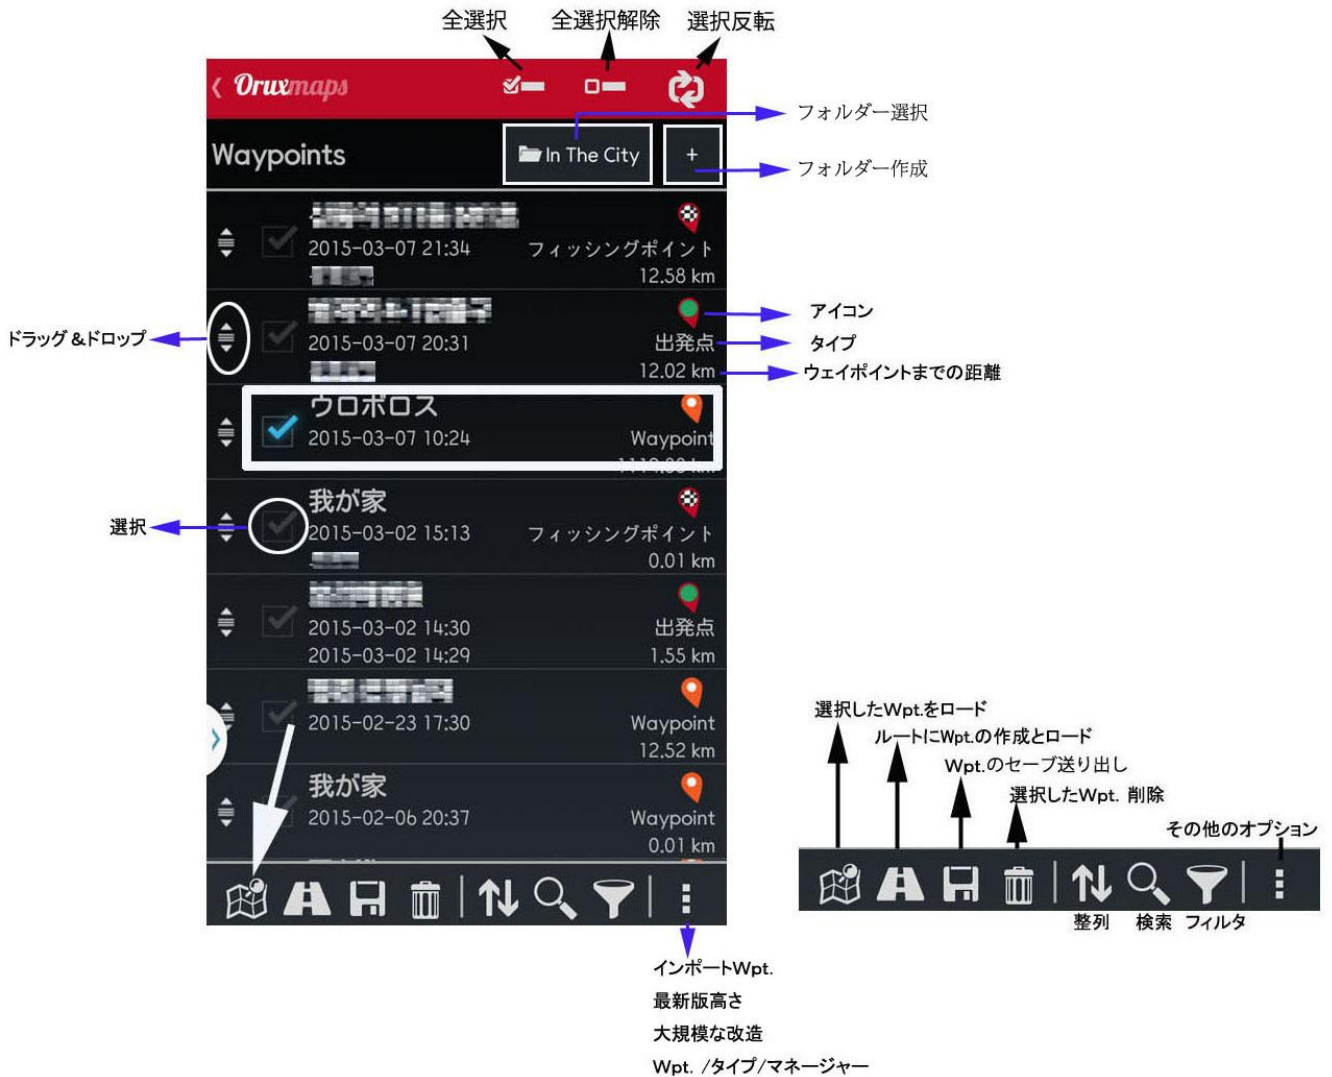 全選択 全選択解除 選択反転
Oruxmaps
フォルダー選択
Waypoints In The City +
フォルダー作成
2015-03-07 21:34 フィッシングポイント
12.58 km
アイコン
ドラッグ&ドロップ
2015-03-07 20:31 出発点 タイプ
12.02 km ウェイポイントまでの距離
ウロボロス
2015-03-07 10:24 Waypoint
我が家
選択
2015-03-02 15:13 フィッシングポイント
0.01 km
2015-03-02 14:30 出発点
2015-03-02 14:29 1.55 km
2015-02-23 17:30 Waypoint
12.52 km
我が家
2015-02-06 20:37 Waypoint
0.01 km
選択したWpt.をロード
ルートにWpt.の作成とロード
Wpt.のセーブ送り出し
選択したWpt. 削除
その他のオプション
整列 検索 フィルタ
インポートWpt.
最新版高さ
大規模な改造
Wpt. /タイプ/マネージャー